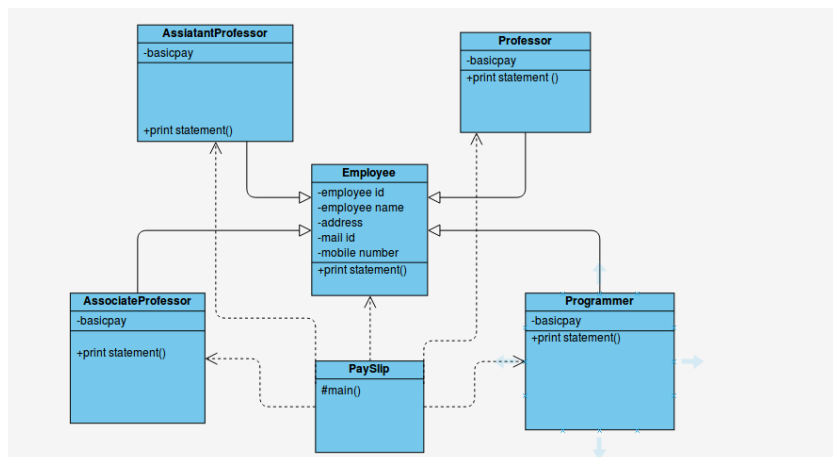 AssiatantProfessor
-basicpay
+print statement()
Professor
-basicpay
+print statement ()
Employee
-employee id
-employee name
-address
-mail id
-mobile number
+print statement()
AssociateProfessor
-basicpay
+print statement()
PaySlip
#main()
Programmer
-basicpay
+print statement()